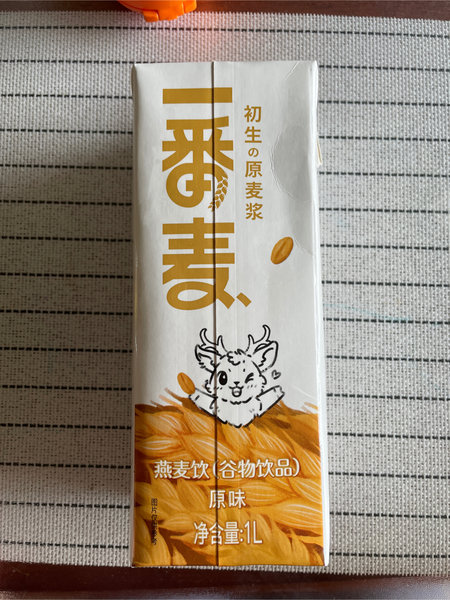 一番麦
初生の原麦浆
燕麦饮(谷物饮品)
原味
净含量:1L